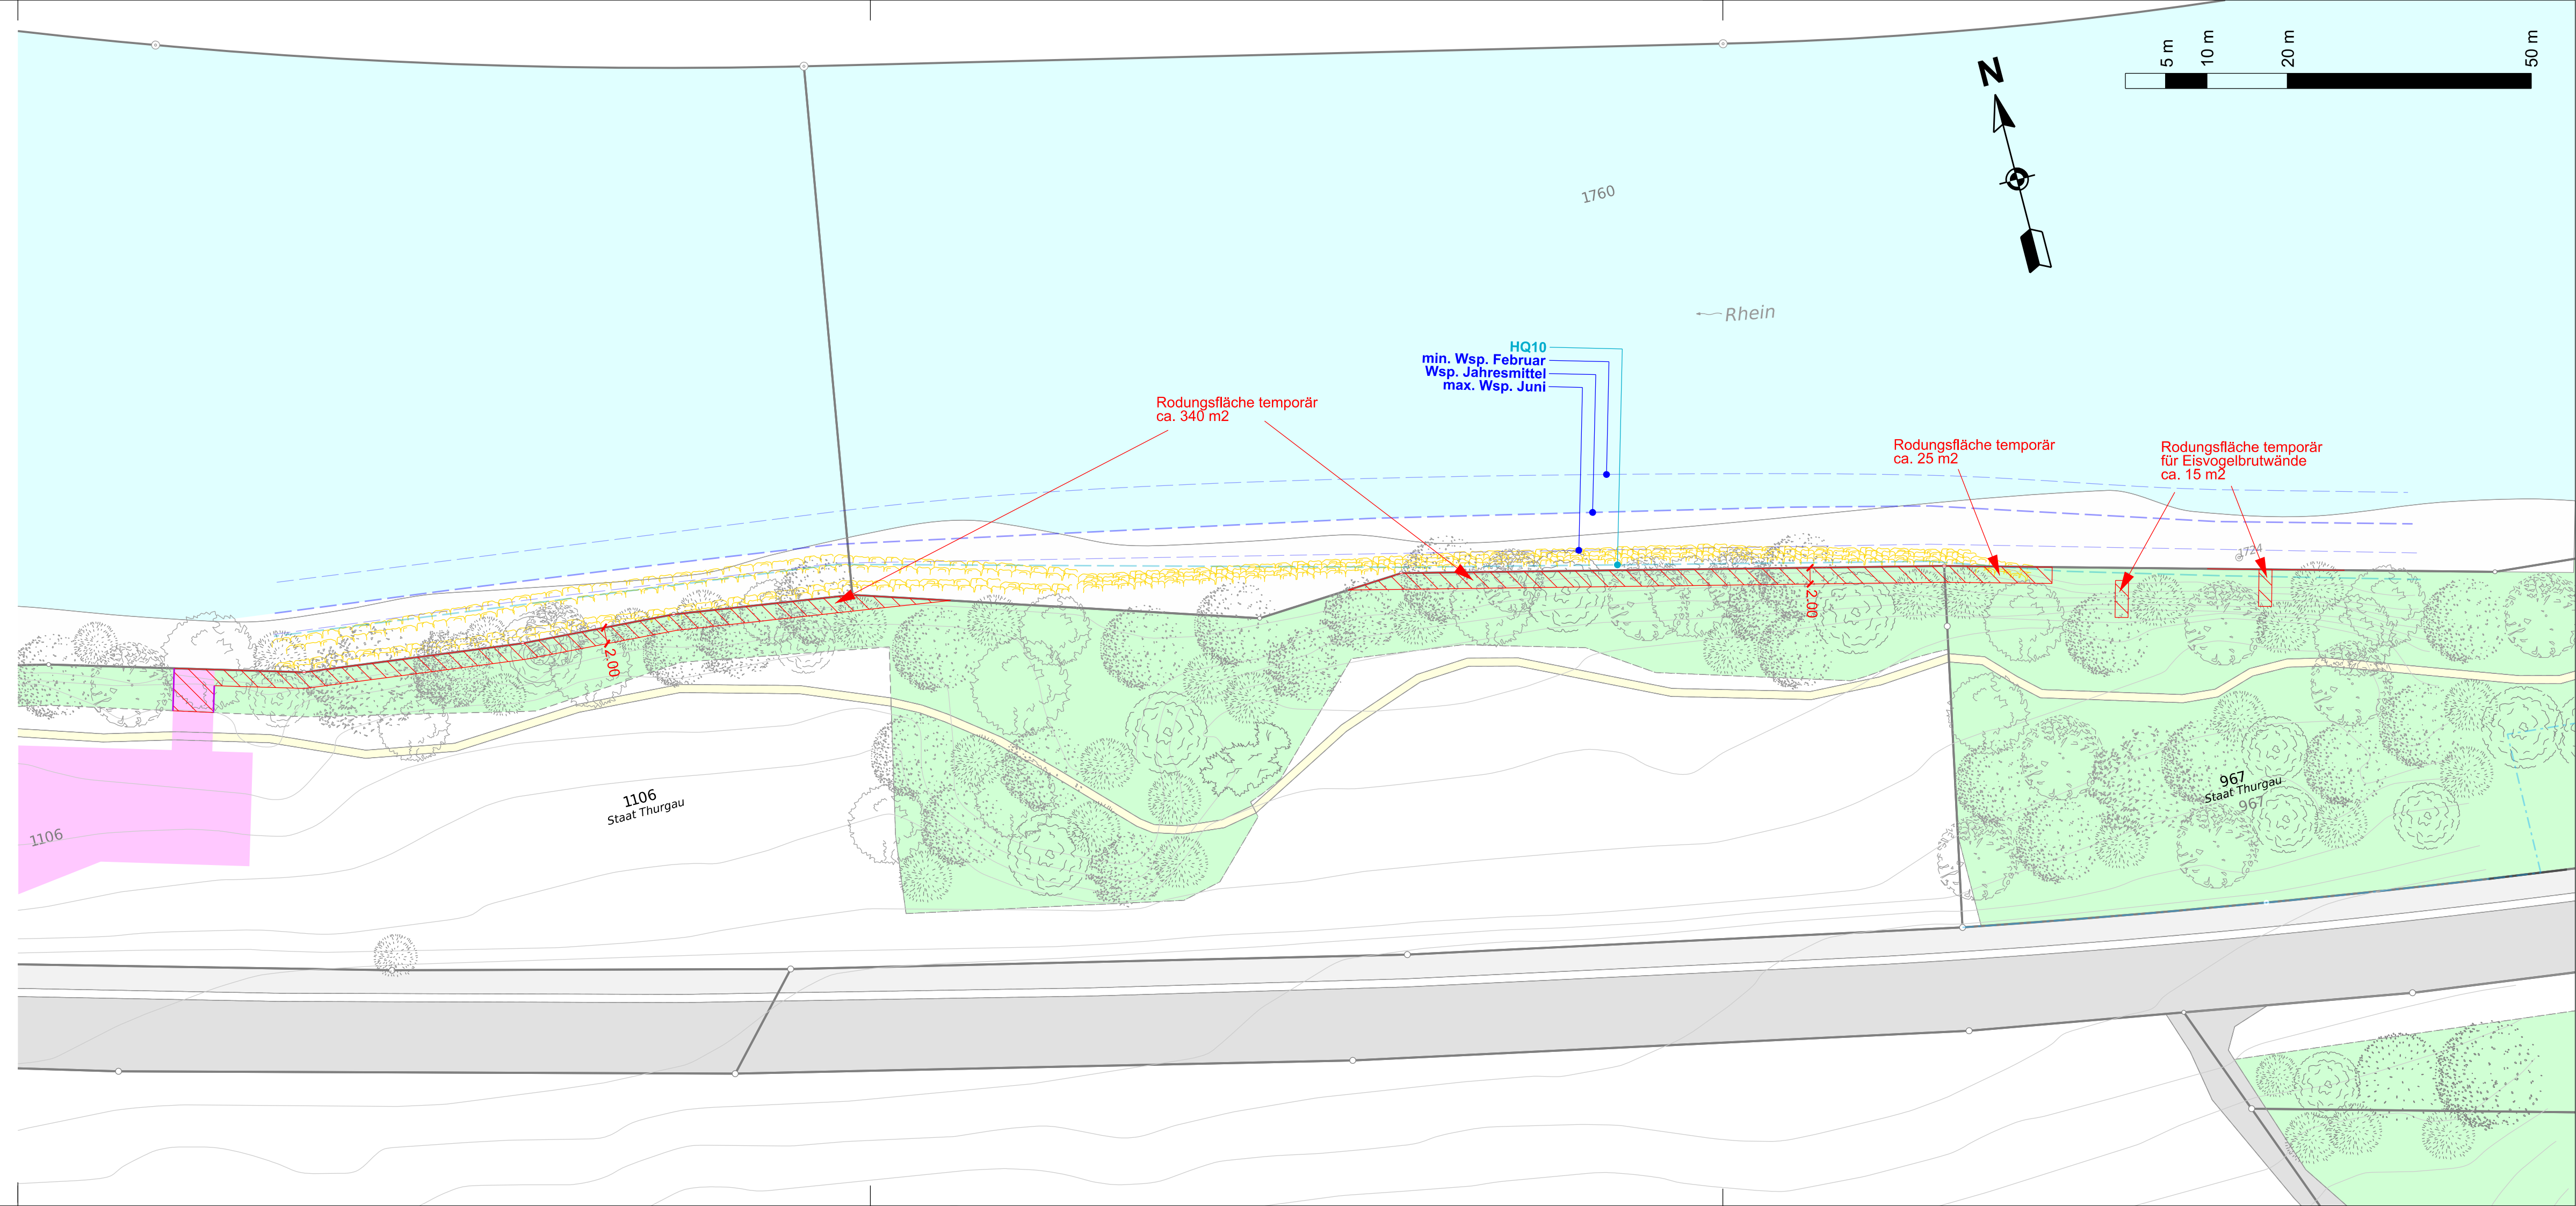 N
5 m
10 m
20 m
50 m
1760
Rhein
HQ10
min. Wsp. Februar
Wsp. Jahresmittel
max. Wsp. Juni
Rodungsfläche temporär
ca. 340 m2
Rodungsfläche temporär
ca. 25 m2
Rodungsfläche temporär
für Eisvogelbrutwände
ca. 15 m2
1724
2.00
2.00
1106
Staat Thurgau
1106
967
Staat Thurgau
967